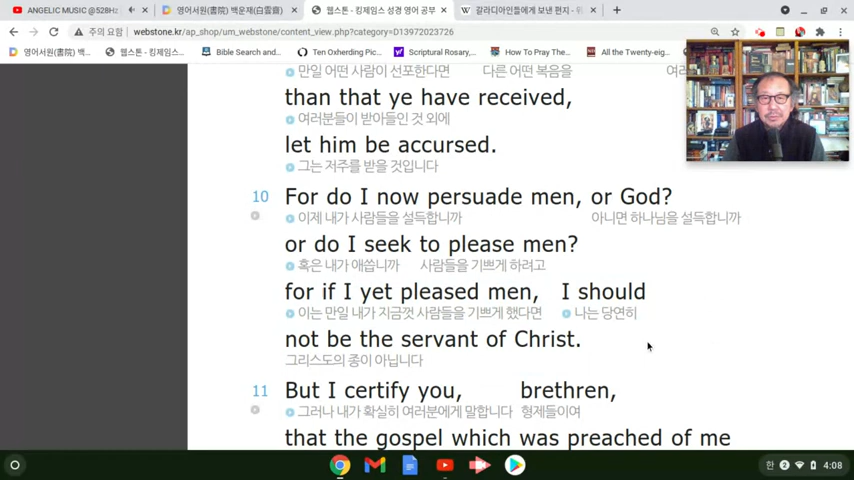 ANGELIC MUSIC @528Hz
영어서원(書院) 백운재(白雲齋)
웹스톤 - 킹제임스 성경 영어 공부
갈라디아인들에게 보낸 편지 - 위
주의 요함
webstone.kr/ap_shop/um_webstone/content_view.php?category=D13972023726
영어서원(書院) 백...
웹스톤 - 킹제임스...
Bible Search and...
Ten Oxherding Pic...
Scriptural Rosary,...
How To Pray The...
All the Twenty-eig...
만일 어떤 사람이 선포한다면 다른 어떤 복음을
than that ye have received,
여러분들이 받아들인 것 외에
let him be accursed.
그는 저주를 받을 것입니다
10 For do I now persuade men, or God?
이제 내가 사람들을 설득합니까 아니면 하나님을 설득합니까
or do I seek to please men?
혹은 내가 애씁니까 사람들을 기쁘게 하려고
for if I yet pleased men, I should
이는 만일 내가 지금껏 사람들을 기쁘게 했다면 나는 당연히
not be the servant of Christ.
그리스도의 종이 아닙니다
11 But I certify you, brethren,
그러나 내가 확실히 여러분에게 말합니다 형제들이여
that the gospel which was preached of me
한 2 4:08